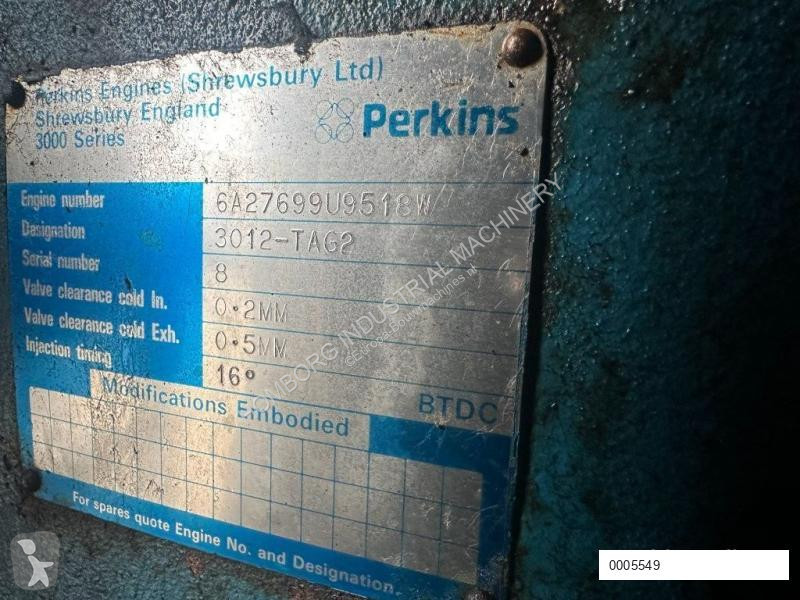 Perkins Engines (Shrewsbury Ltd)
Shrewsbury England
3000 Series
Perkins
Engine number 6A27699U9518W
Designation 3012-TAG2
Serial number 8
Valve clearance cold In. 0·2MM
Valve clearance cold Exh. 0·5MM
Injection timing 16° BTDC
Modifications Embodied
For spares quote Engine No. and Designation.
INDUSTRIAL MACHINERY
0005549